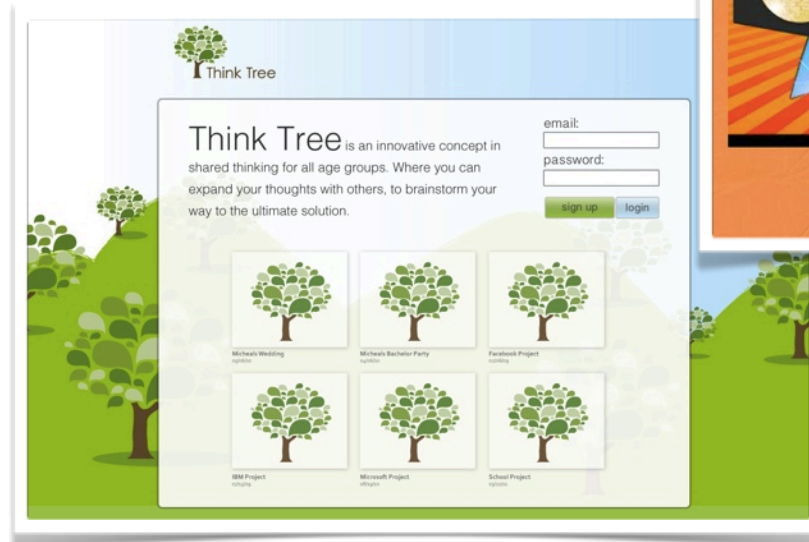 Think Tree
Think Tree is an innovative concept in
shared thinking for all age groups. Where you can
expand your thoughts with others, to brainstorm your
way to the ultimate solution.
email:
password:
sign up login
Micheals Wedding
Micheals Bachelor Party
Facebook Project
IBM Project
Microsoft Project
School Project